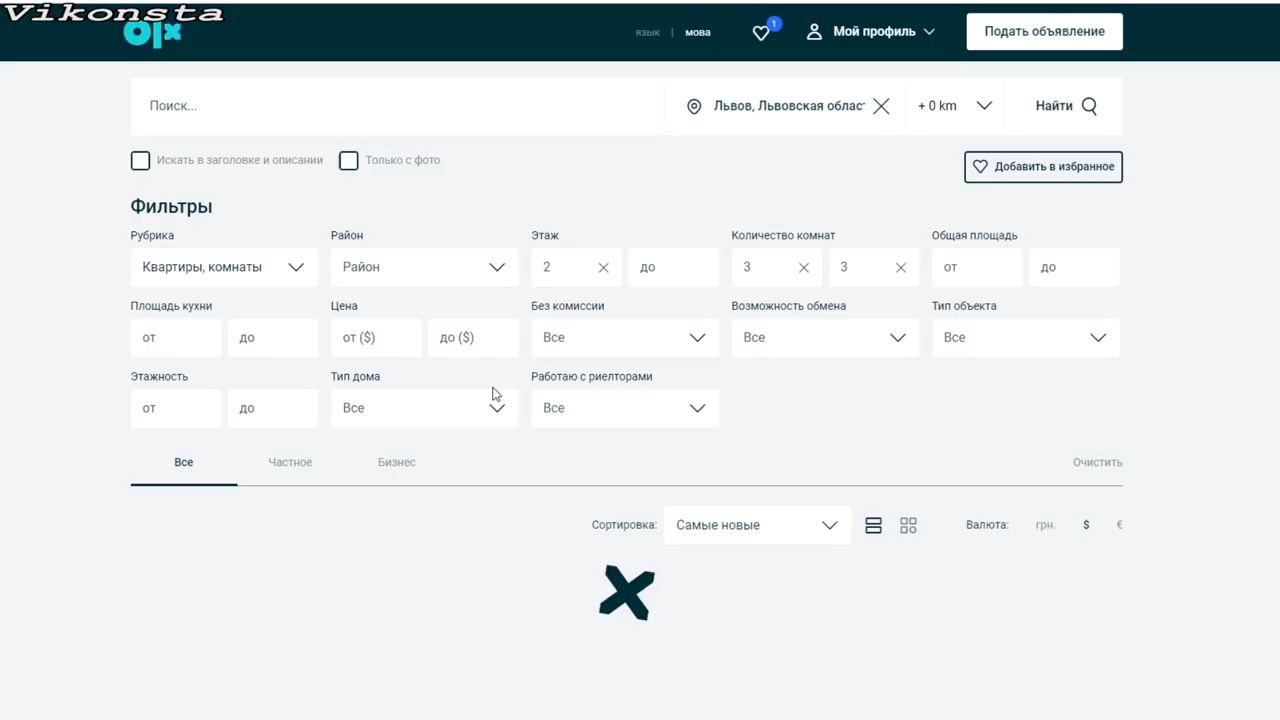 Vikonsta
olx
язык | мова
1
Мой профиль
Подать объявление
Поиск...
Львов, Львовская облас
+ 0 km
Найти
Искать в заголовке и описании
Только с фото
Добавить в избранное
Фильтры
Рубрика
Район
Этаж
Количество комнат
Общая площадь
Квартиры, комнаты
Район
2
до
3
3
от
до
Площадь кухни
Цена
Без комиссии
Возможность обмена
Тип объекта
от
до
от ($)
до ($)
Все
Все
Все
Этажность
Тип дома
Работаю с риелторами
от
до
Все
Все
Все
Частное
Бизнес
Очистить
Сортировка:
Самые новые
Валюта:
грн.
$
€